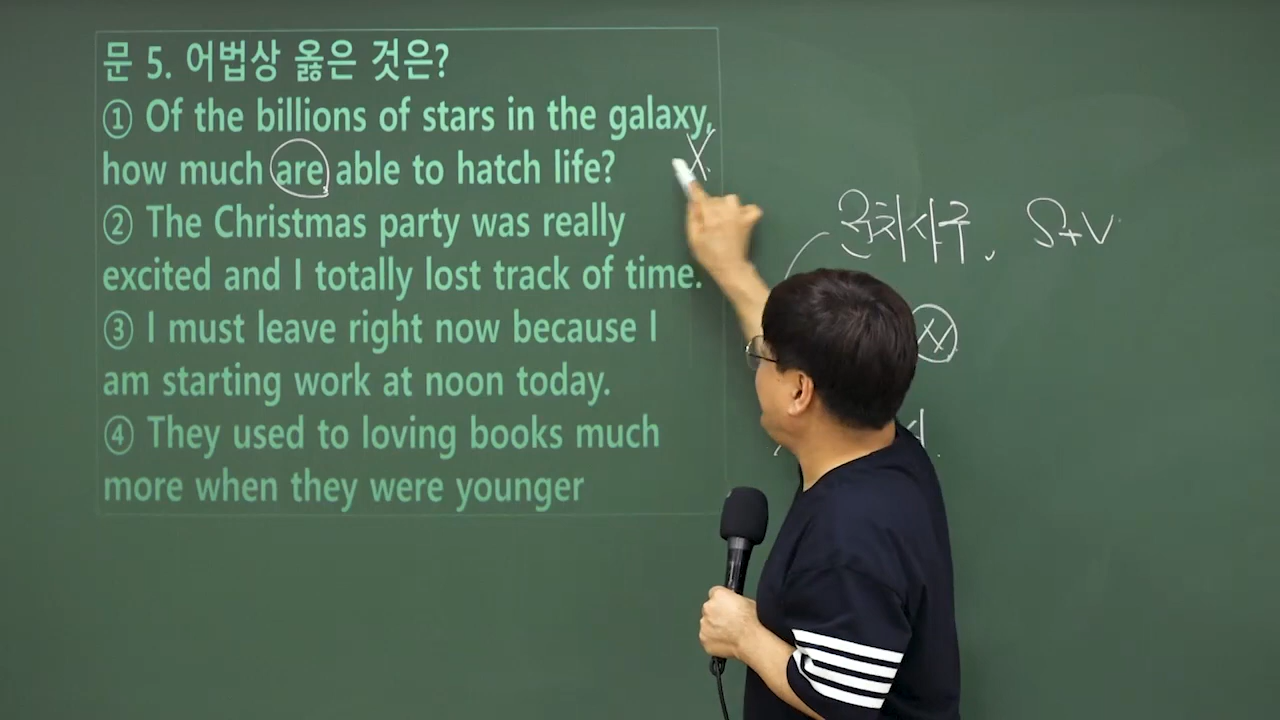 문 5. 어법상 옳은 것은?
① Of the billions of stars in the galaxy,
how much are able to hatch life?
② The Christmas party was really
excited and I totally lost track of time.
③ I must leave right now because I
am starting work at noon today.
④ They used to loving books much
more when they were younger
X
S+V